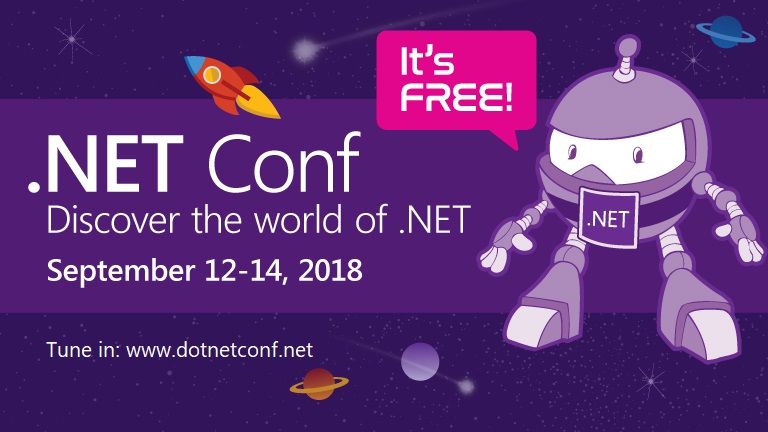 It's
FREE!
.NET Conf
Discover the world of .NET
September 12-14, 2018
.NET
Tune in: www.dotnetconf.net